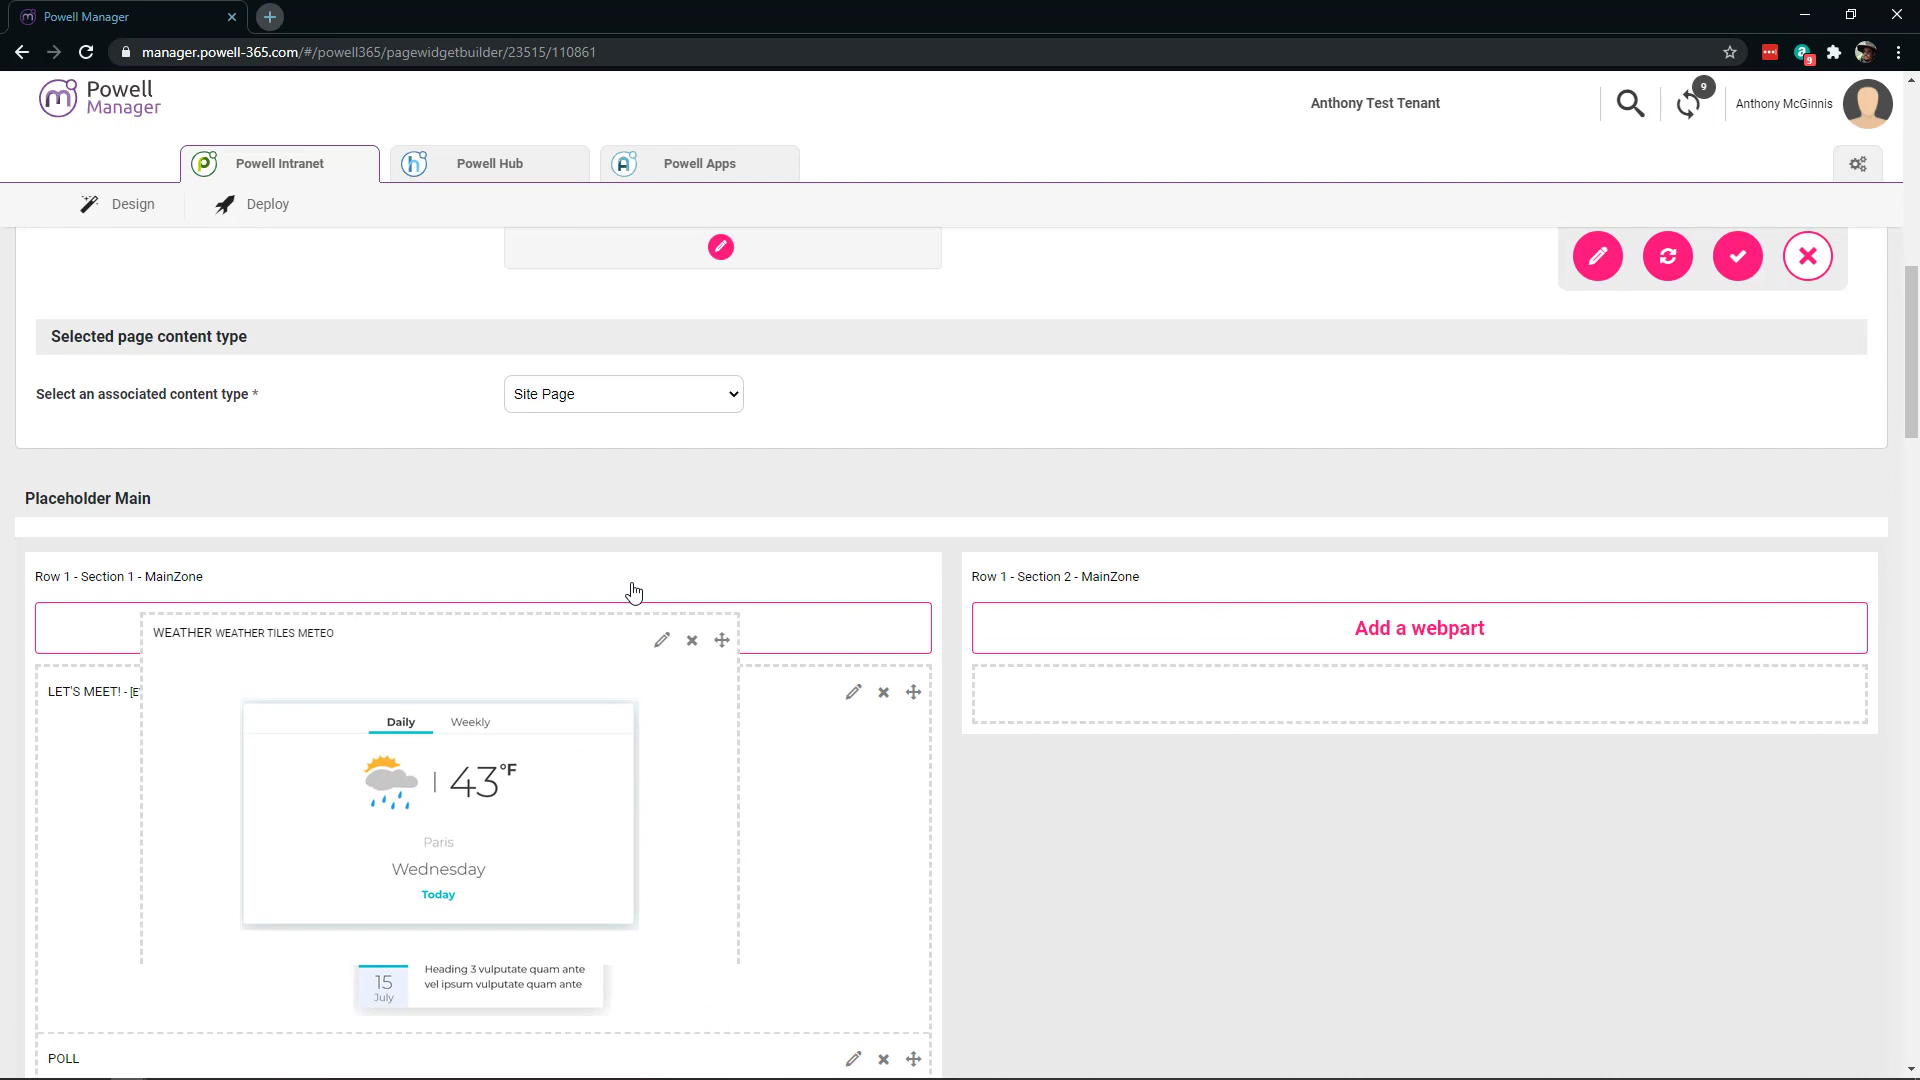 Powell Manager
manager.powell-365.com/#/powell365/pagewidgetbuilder/23515/110861
9
Powell
Manager
Anthony Test Tenant
9
Anthony McGinnis
Powell Intranet
Powell Hub
Powell Apps
Design
Deploy
Selected page content type
Select an associated content type *
Site Page
Placeholder Main
Row 1 - Section 1 - MainZone
Row 1 - Section 2 - MainZone
Add a webpart
WEATHER WEATHER TILES METEO
LET'S MEET! - [E
Daily
Weekly
43°F
Paris
Wednesday
Today
15
July
Heading 3 vulputate quam ante
vel ipsum vulputate quam ante
POLL